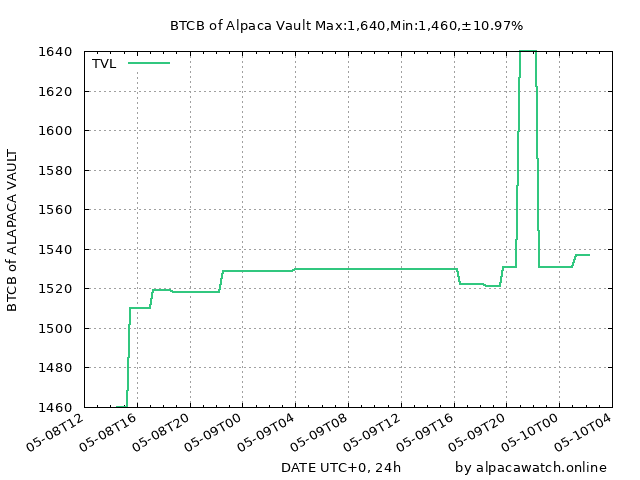 BTCB of Alpaca Vault Max:1,640,Min:1,460,±10.97%
TVL
1640
1620
1600
1580
1560
1540
1520
1500
1480
1460
BTCB of ALAPACA VAULT
05-08T12
05-08T16
05-08T20
05-09T00
05-09T04
05-09T08
05-09T12
05-09T16
05-09T20
05-10T00
05-10T04
DATE UTC+0, 24h
by alpacawatch.online